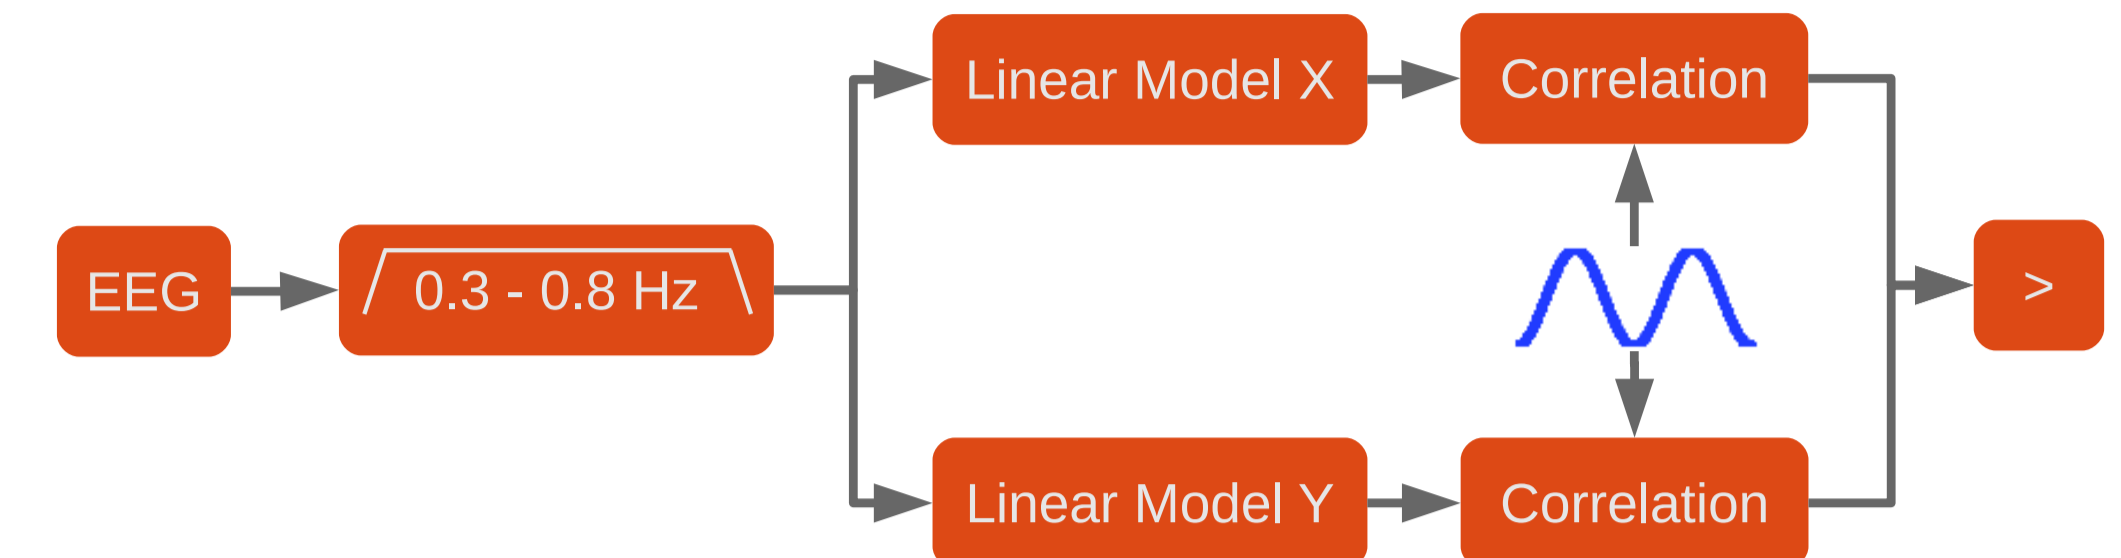 EEG
0.3 - 0.8 Hz
Linear Model X
Correlation
Linear Model Y
Correlation
>